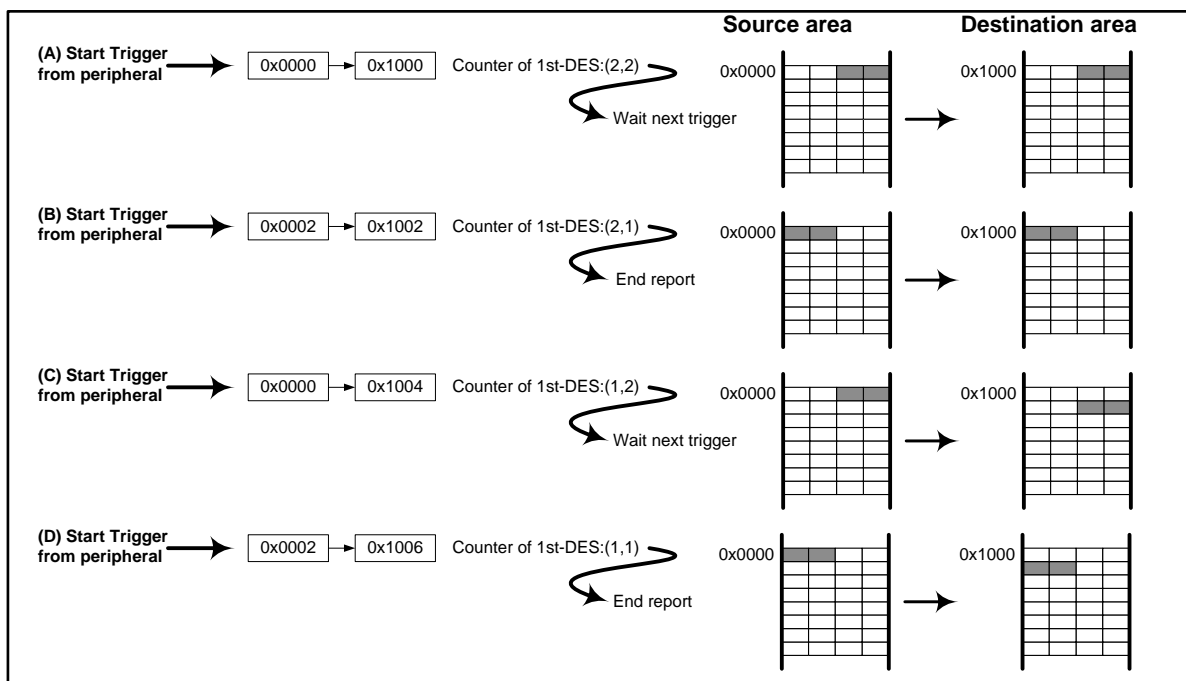 Source area
Destination area
(A) Start Trigger
from peripheral
0x0000
0x1000
Counter of 1st-DES:(2,2)
Wait next trigger
0x0000
0x1000
(B) Start Trigger
from peripheral
0x0002
0x1002
Counter of 1st-DES:(2,1)
End report
0x0000
0x1000
(C) Start Trigger
from peripheral
0x0000
0x1004
Counter of 1st-DES:(1,2)
Wait next trigger
0x0000
0x1000
(D) Start Trigger
from peripheral
0x0002
0x1006
Counter of 1st-DES:(1,1)
End report
0x0000
0x1000